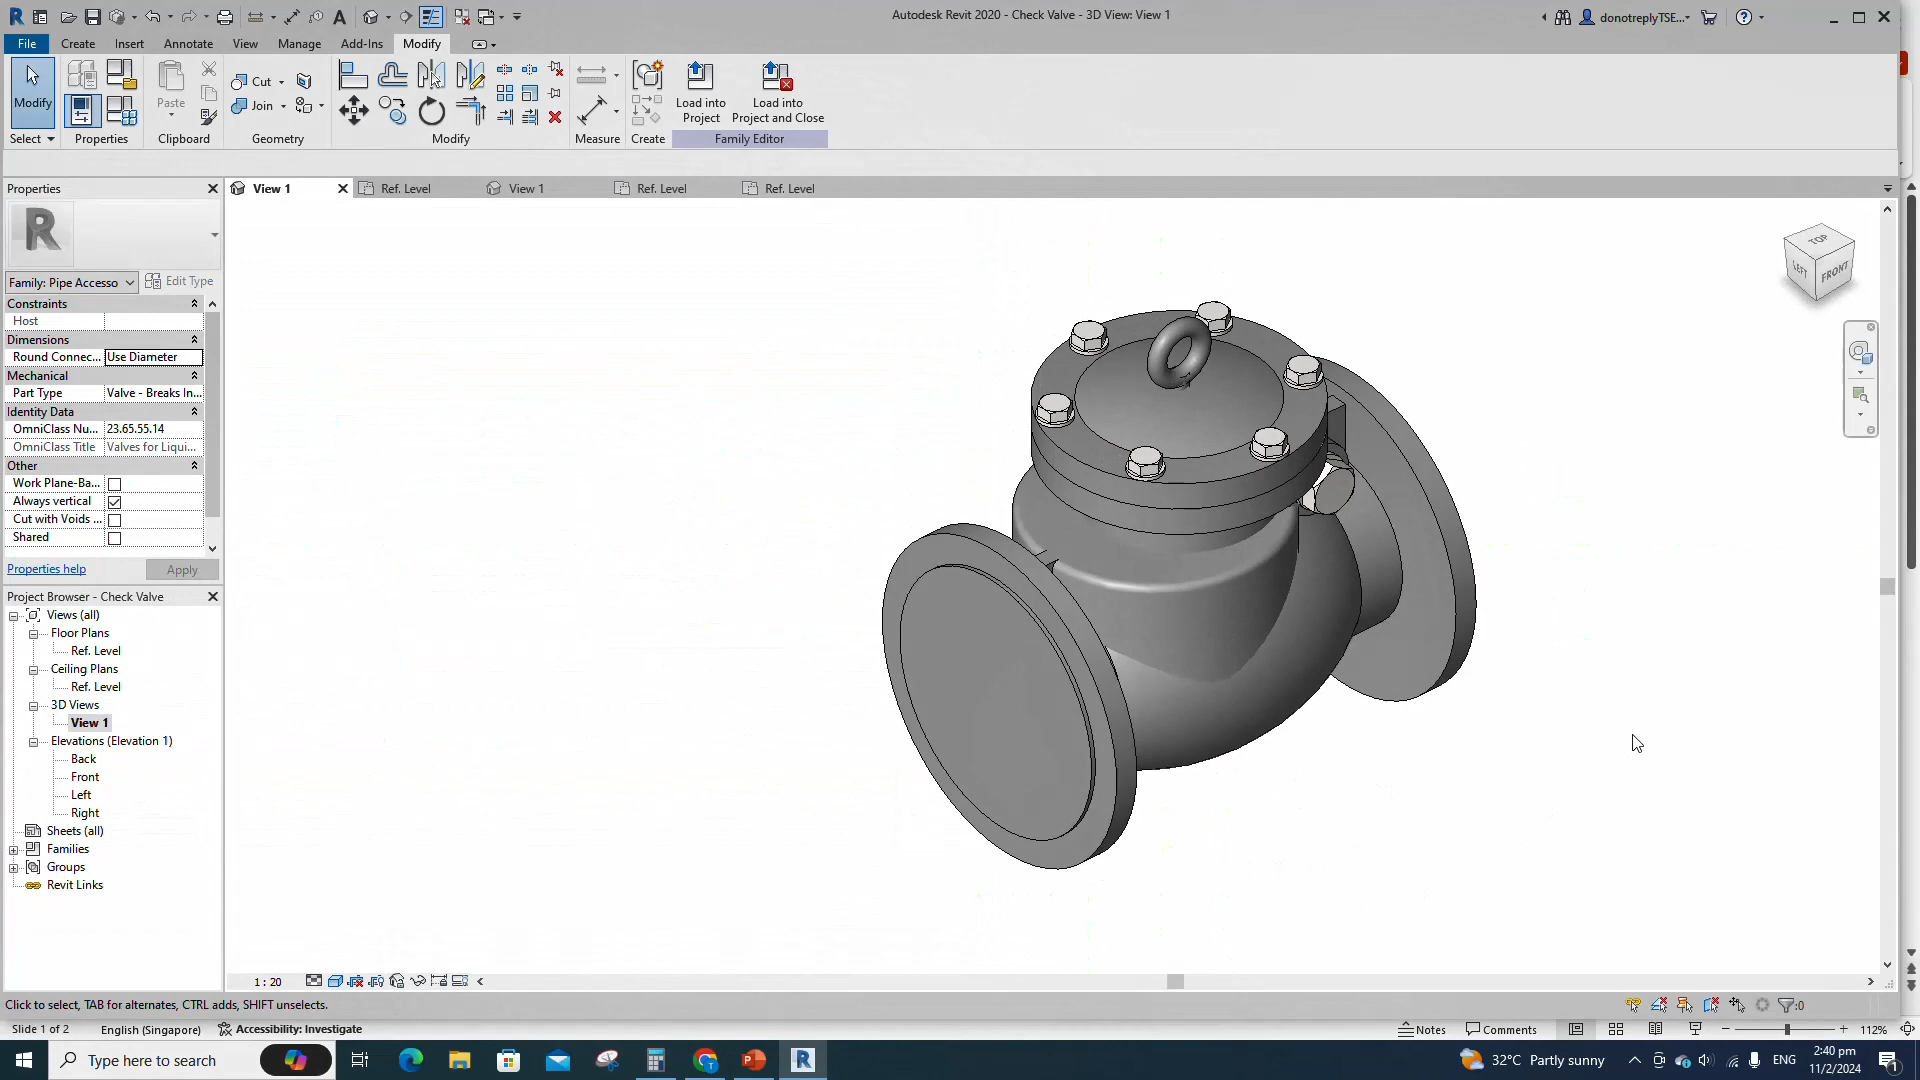 Autodesk Revit 2020 - Check Valve - 3D View: View 1
donotreplyTSE...
File Create Insert Annotate View Manage Add-Ins Modify
Modify
Select
Properties
Paste
Clipboard
Cut
Join
Geometry
Modify
Measure
Create
Load into
Project
Load into
Project and Close
Family Editor
Properties
View 1
Ref. Level
View 1
Ref. Level
Ref. Level
R
Family: Pipe Accesso
Edit Type
Constraints
Host
Dimensions
Round Connec... Use Diameter
Mechanical
Part Type Valve - Breaks In...
Identity Data
OmniClass Nu... 23.65.55.14
OmniClass Title Valves for Liqui...
Other
Work Plane-Ba...
Always vertical
Cut with Voids ...
Shared
Properties help
Apply
Project Browser - Check Valve
Views (all)
Floor Plans
Ref. Level
Ceiling Plans
Ref. Level
3D Views
View 1
Elevations (Elevation 1)
Back
Front
Left
Right
Sheets (all)
Families
Groups
Revit Links
TOP
LEFT
FRONT
1 : 20
Click to select, TAB for alternates, CTRL adds, SHIFT unselects.
:0
Slide 1 of 2
English (Singapore)
Accessibility: Investigate
Notes
Comments
112%
Type here to search
32°C Partly sunny
ENG
2:40 pm
11/2/2024
1